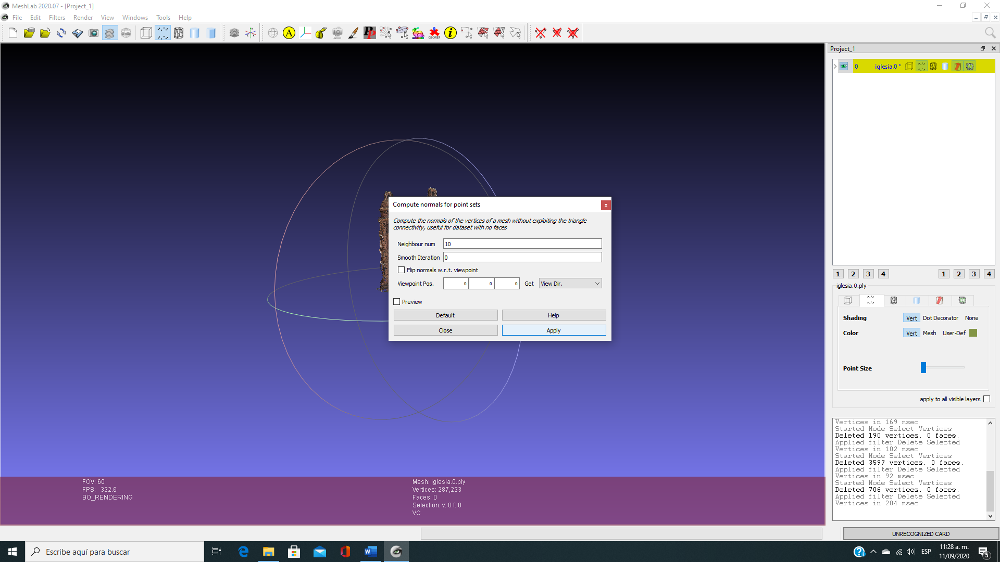 MeshLab 2020.07 - [Project_1]
File Edit Filters Render View Windows Tools Help
A
PP
GEOREF
i
Project_1
0 iglesia.0 *
Compute normals for point sets
x
Compute the normals of the vertices of a mesh without exploiting the triangle
connectivity, useful for dataset with no faces
Neighbour num 10
Smooth Iteration 0
Flip normals w.r.t. viewpoint
Viewpoint Pos. 0 0 0 Get View Dir.
Preview
Default Help
Close Apply
1 2 3 4 1 2 3 4
iglesia.0.ply
Shading Vert Dot Decorator None
Color Vert Mesh User-Def
Point Size
apply to all visible layers
Vertices in 169 msec
Started Mode Select Vertices
Deleted 190 vertices, 0 faces.
Applied filter Delete Selected
Vertices in 102 msec
Started Mode Select Vertices
Deleted 3597 vertices, 0 faces.
Applied filter Delete Selected
Vertices in 92 msec
Started Mode Select Vertices
Deleted 706 vertices, 0 faces.
Applied filter Delete Selected
Vertices in 204 msec
FOV: 60
FPS: 322.6
BO_RENDERING
Mesh: iglesia.0.ply
Vertices: 287,233
Faces: 0
Selection: v: 0 f: 0
VC
UNRECOGNIZED CARD
Escribe aquí para buscar
ESP
11:28 a. m.
11/09/2020
5